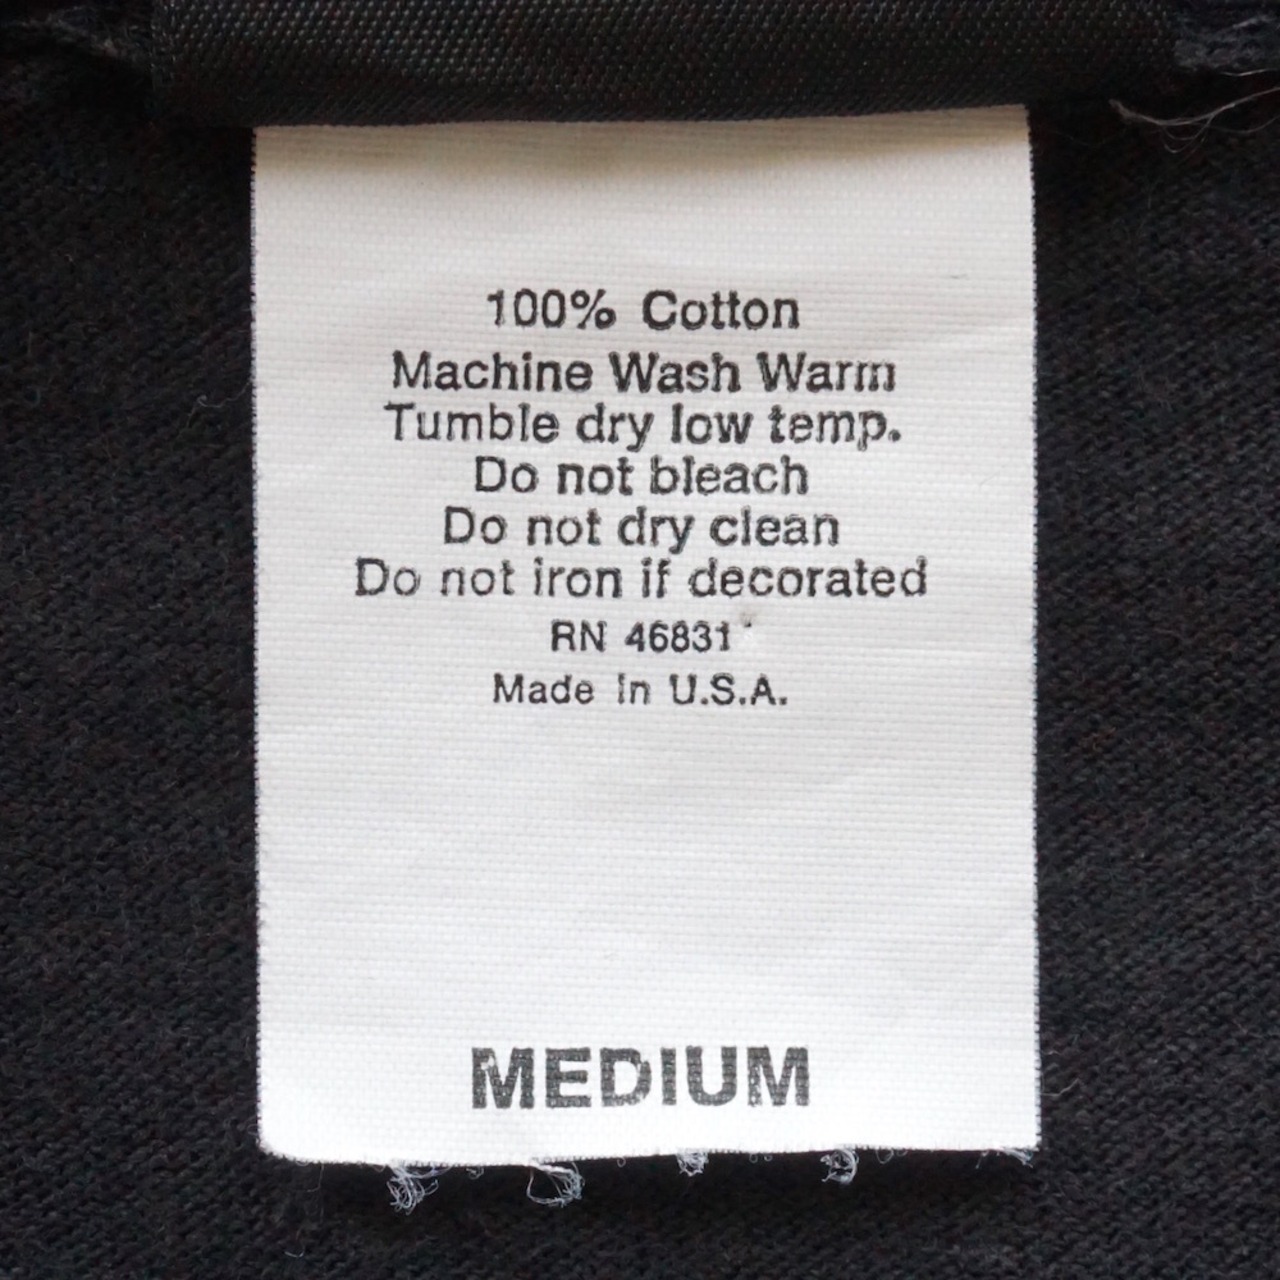 100% Cotton
Machine Wash Warm
Tumble dry low temp.
Do not bleach
Do not dry clean
Do not iron if decorated
RN 46831
Made in U.S.A.
MEDIUM